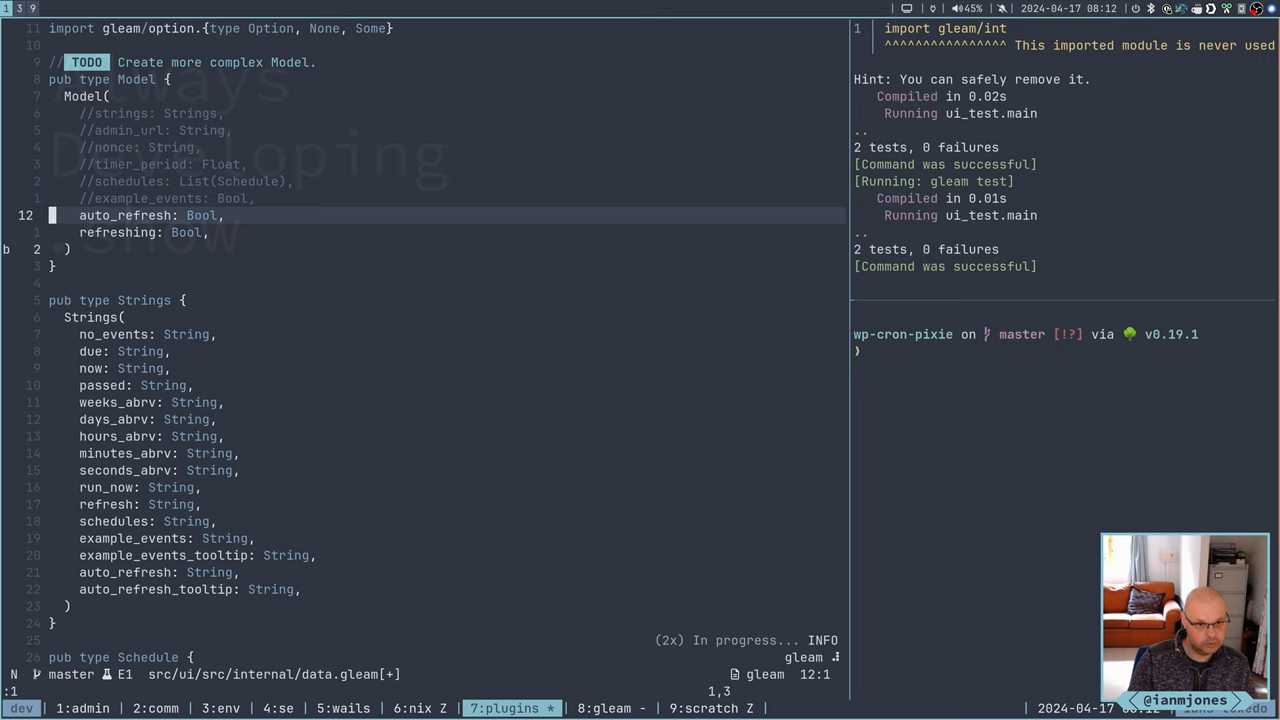 1 3 9
45% 2024-04-17 08:12
11 import gleam/option.{type Option, None, Some}
10
9 // TODO Create more complex Model.
8 pub type Model {
7 Model(
6 //strings: Strings,
5 //admin_url: String,
4 //nonce: String,
3 //timer_period: Float,
2 //schedules: List(Schedule),
1 //example_events: Bool,
12 auto_refresh: Bool,
1 refreshing: Bool,
b 2 )
3 }
4
5 pub type Strings {
6 Strings(
7 no_events: String,
8 due: String,
9 now: String,
10 passed: String,
11 weeks_abrv: String,
12 days_abrv: String,
13 hours_abrv: String,
14 minutes_abrv: String,
15 seconds_abrv: String,
16 run_now: String,
17 refresh: String,
18 schedules: String,
19 example_events: String,
20 example_events_tooltip: String,
21 auto_refresh: String,
22 auto_refresh_tooltip: String,
23 )
24 }
25
26 pub type Schedule {
(2x) In progress... INFO
gleam
N master E1 src/ui/src/internal/data.gleam[+] gleam 12:1
:1 1,3
Always
Developing
.show
1 import gleam/int
^^^^^^^^^^^^^^^^ This imported module is never used
Hint: You can safely remove it.
Compiled in 0.02s
Running ui_test.main
..
2 tests, 0 failures
[Command was successful]
[Running: gleam test]
Compiled in 0.01s
Running ui_test.main
..
2 tests, 0 failures
[Command was successful]
wp-cron-pixie on master [!?] via v0.19.1
❯
@ianmjones
dev 1:admin 2:comm 3:env 4:se 5:wails 6:nix Z 7:plugins * 8:gleam - 9:scratch Z 2024-04-17